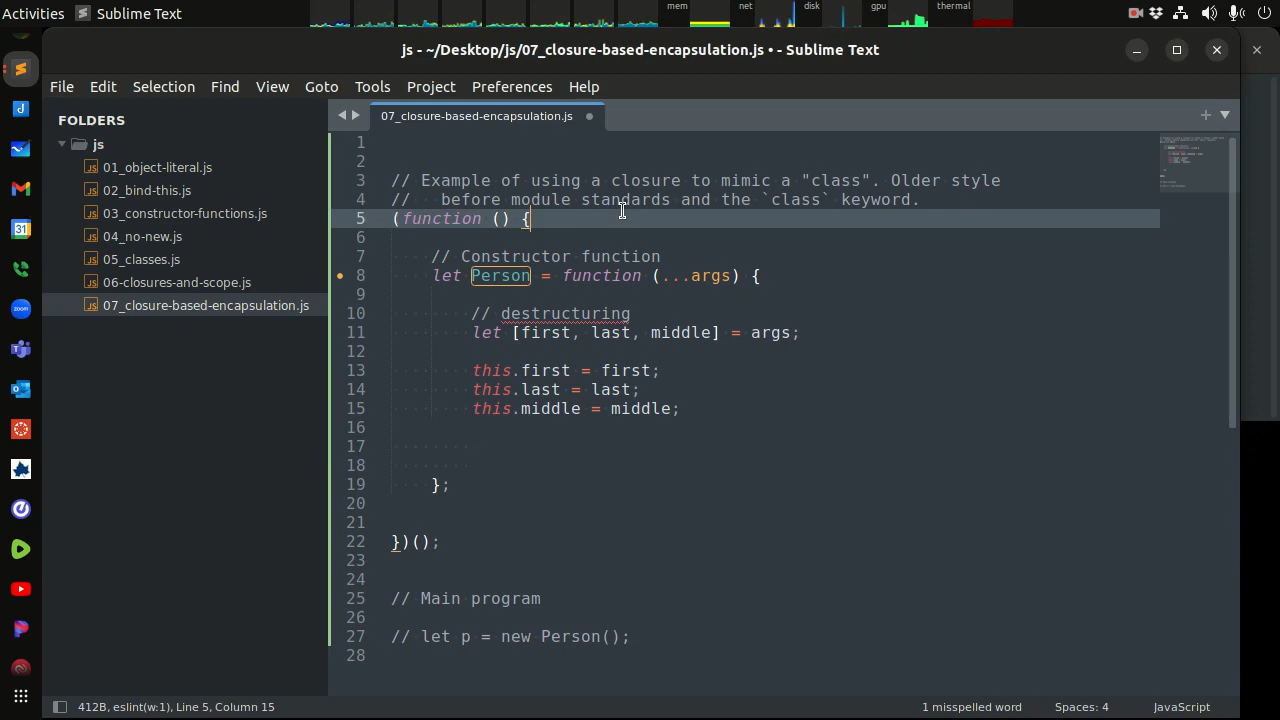 Activities
Sublime Text
mem
net
disk
gpu
thermal
js - ~/Desktop/js/07_closure-based-encapsulation.js • - Sublime Text
File Edit Selection View Find Goto Tools Project Preferences Help
FOLDERS
js
01_object-literal.js
02_bind-this.js
03_constructor-functions.js
04_no-new.js
05_classes.js
06-closures-and-scope.js
07_closure-based-encapsulation.js
07_closure-based-encapsulation.js
1
2
3 // Example of using a closure to mimic a "class". Older style
4 //   before module standards and the `class` keyword.
5 (function () {
6
7     // Constructor function
8     let Person = function (...args) {
9
10         // destructuring
11         let [first, last, middle] = args;
12
13         this.first = first;
14         this.last = last;
15         this.middle = middle;
16
17
18
19     };
20
21
22 })();
23
24
25 // Main program
26
27 // let p = new Person();
28
412B, eslint(w:1), Line 5, Column 15
1 misspelled word
Spaces: 4
JavaScript